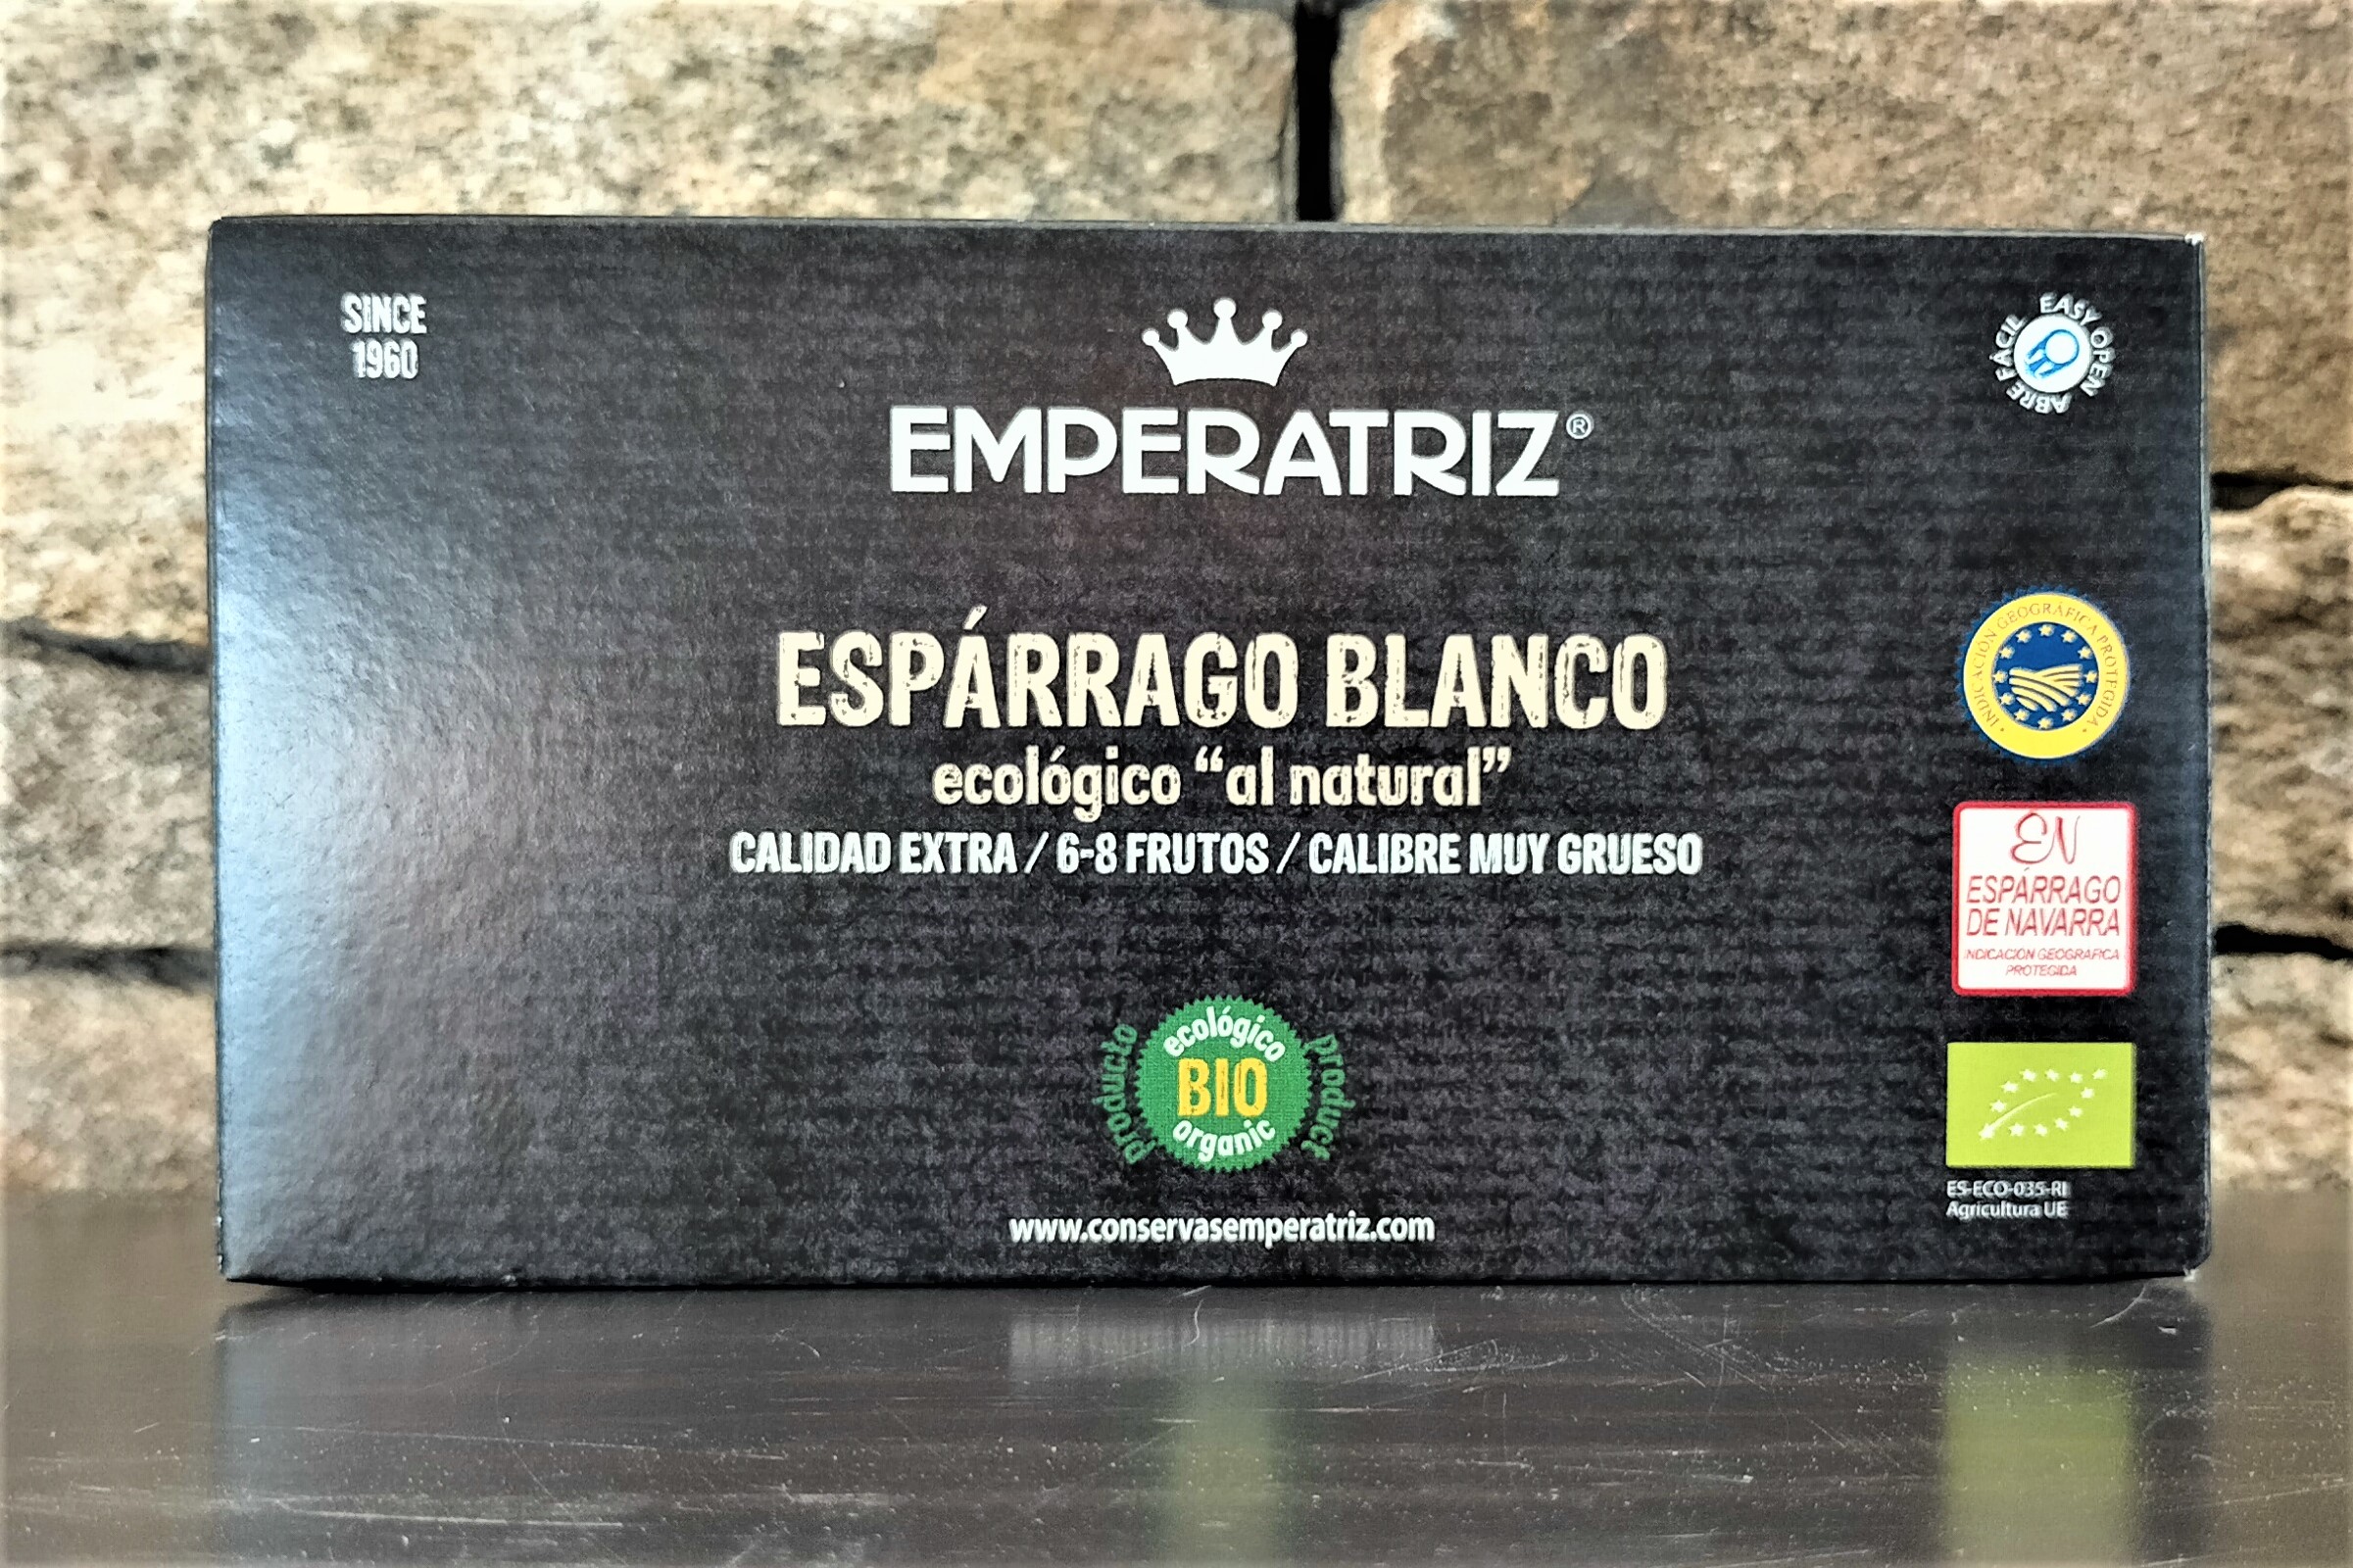 SINCE
1960
EMPERATRIZ®
ABRE FÁCIL EASY OPEN
ESPÁRRAGO BLANCO
ecológico “al natural”
CALIDAD EXTRA / 6-8 FRUTOS / CALIBRE MUY GRUESO
INDICACIÓN GEOGRÁFICA PROTEGIDA
EN
ESPÁRRAGO
DE NAVARRA
INDICACIÓN GEOGRAFICA
PROTEGIDA
producto
ecológico
BIO
organic
product
ES-ECO-035-RI
Agricultura UE
www.conservasemperatriz.com